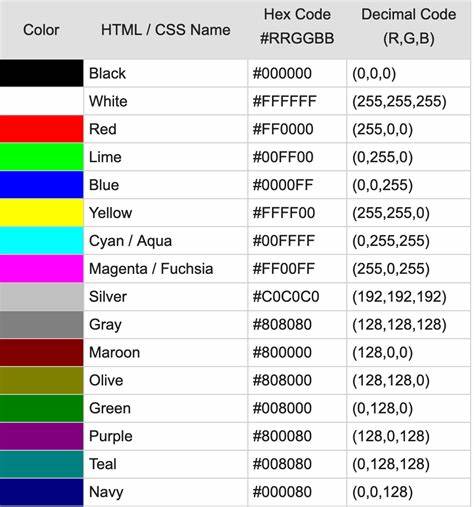 Color HTML / CSS Name Hex Code #RRGGBB Decimal Code (R,G,B)
Black #000000 (0,0,0)
White #FFFFFF (255,255,255)
Red #FF0000 (255,0,0)
Lime #00FF00 (0,255,0)
Blue #0000FF (0,0,255)
Yellow #FFFF00 (255,255,0)
Cyan / Aqua #00FFFF (0,255,255)
Magenta / Fuchsia #FF00FF (255,0,255)
Silver #C0C0C0 (192,192,192)
Gray #808080 (128,128,128)
Maroon #800000 (128,0,0)
Olive #808000 (128,128,0)
Green #008000 (0,128,0)
Purple #800080 (128,0,128)
Teal #008080 (0,128,128)
Navy #000080 (0,0,128)